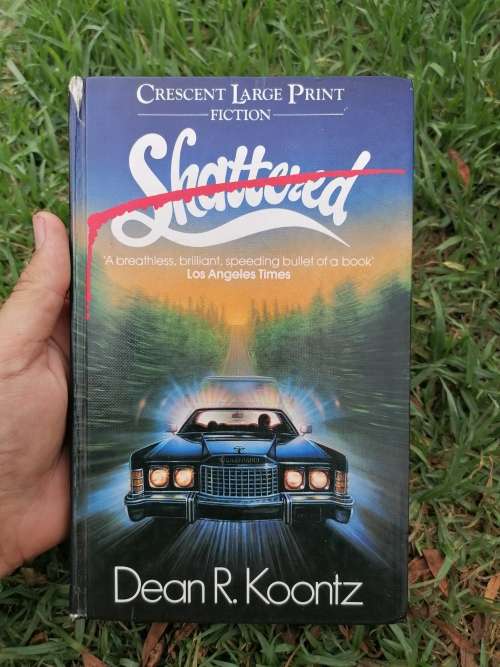 CRESCENT LARGE PRINT
FICTION
Shattered
'A breathless, brilliant, speeding bullet of a book'
Los Angeles Times
Dean R. Koontz